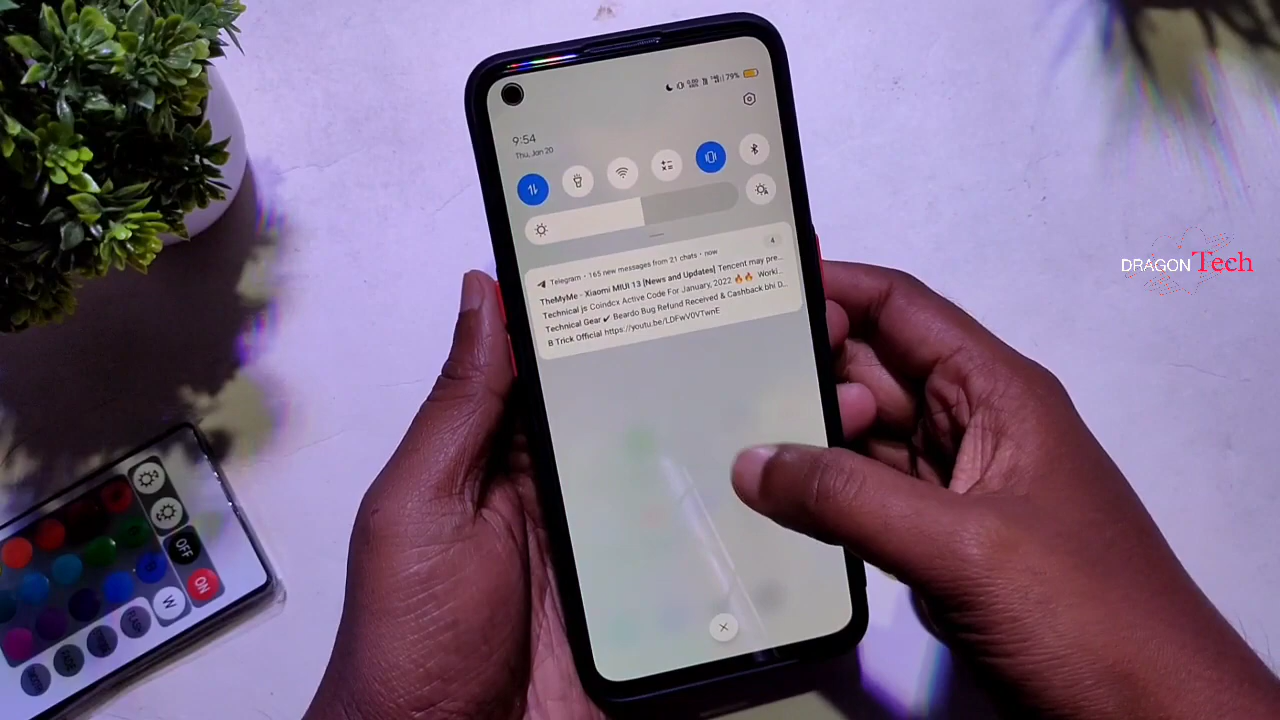 79%
9:54
Thu, Jan 20
Telegram • 165 new messages from 21 chats • now
4
TheMyMe - Xiaomi MIUI 13 [News and Updates] Tencent may pre...
Technical js Coindcx Active Code For January, 2022 🔥🔥 Worki...
Technical Gear ✔ Beardo Bug Refund Received & Cashback bhi D...
B Trick Official https://youtu.be/LDFwV0VTwnE
DRAGON Tech
OFF
ON
W
FLASH